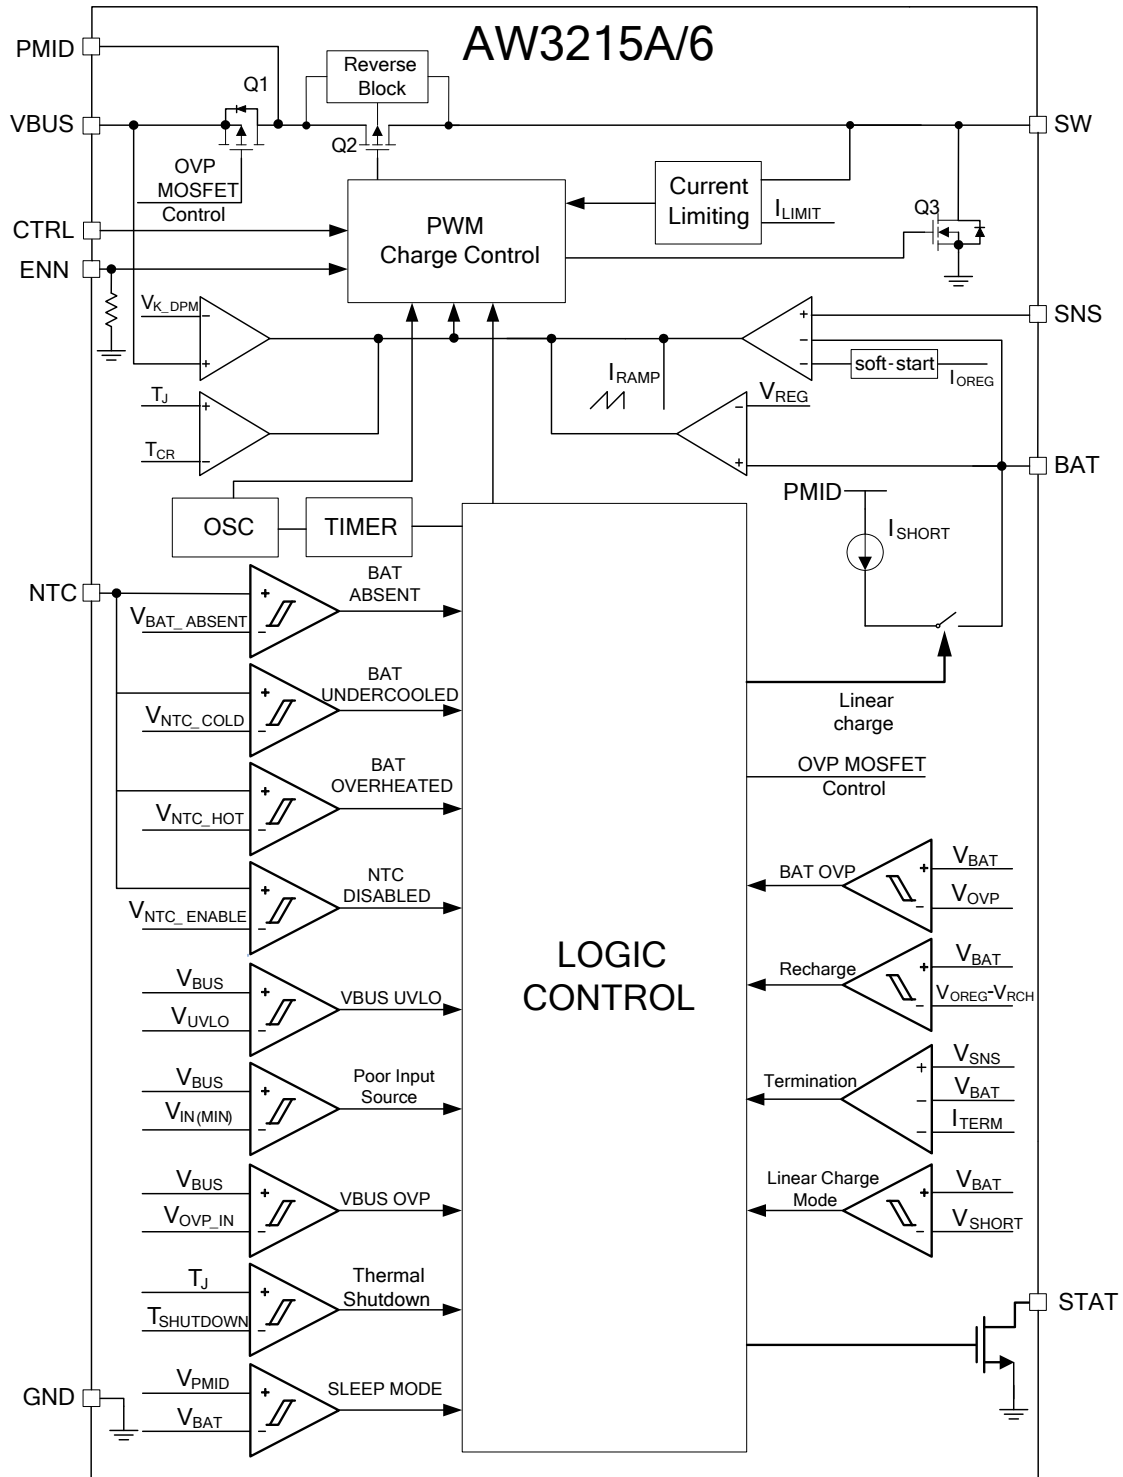 AW3215A/6
PMID
VBUS
CTRL
ENN
NTC
GND
SW
SNS
BAT
STAT
Q1
OVP
MOSFET
Control
Reverse
Block
Q2
PWM
Charge Control
Current
Limiting
ILIMIT
Q3
VK_DPM
−
+
TJ
+
TCR
−
IRAMP
+
−
−
soft-start
IOREG
VREG
−
+
OSC
TIMER
PMID
ISHORT
Linear
charge
OVP MOSFET
Control
LOGIC
CONTROL
+
VBAT_ABSENT
−
BAT
ABSENT
+
VNTC_COLD
−
BAT
UNDERCOOLED
+
VNTC_HOT
−
BAT
OVERHEATED
+
VNTC_ENABLE
−
NTC
DISABLED
VBUS
+
VUVLO
−
VBUS UVLO
VBUS
+
VIN(MIN)
−
Poor Input
Source
VBUS
+
VOVP_IN
−
VBUS OVP
TJ
+
TSHUTDOWN
−
Thermal
Shutdown
VPMID
+
VBAT
−
SLEEP MODE
BAT OVP
+
VBAT
−
VOVP
Recharge
+
VBAT
−
VOREG-VRCH
Termination
+
VSNS
−
VBAT
−
ITERM
Linear Charge
Mode
+
VBAT
−
VSHORT